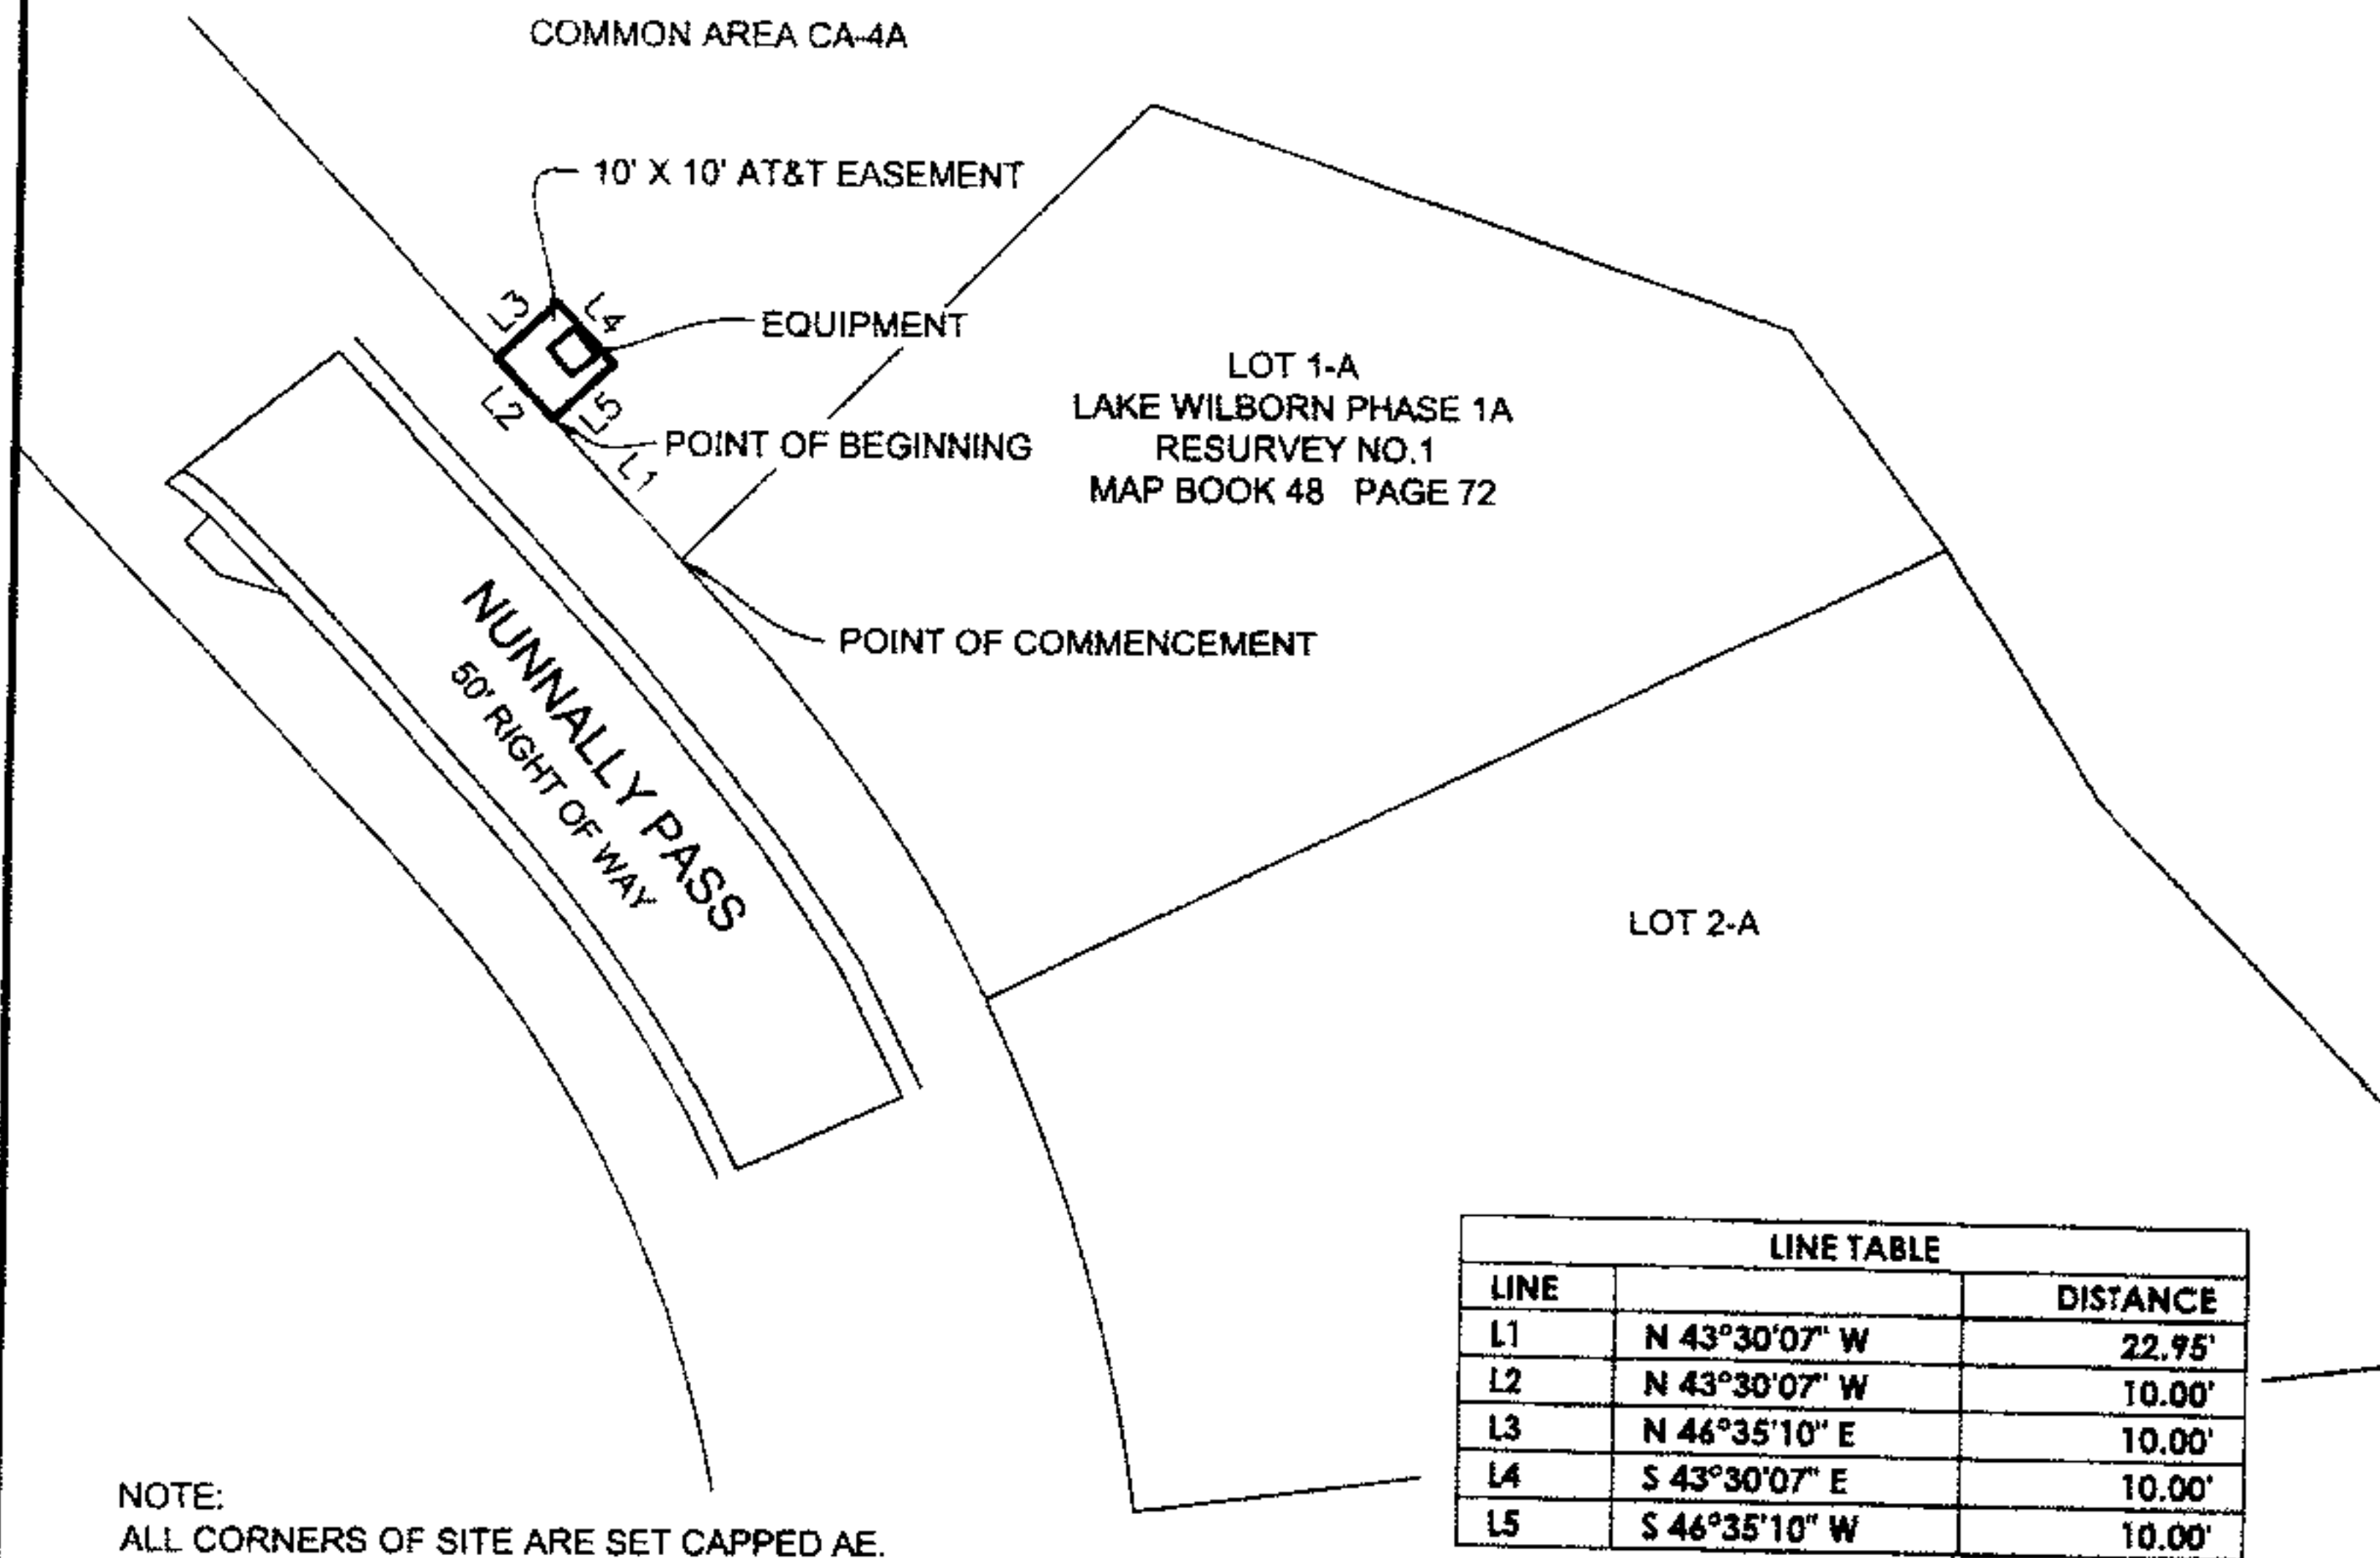 COMMON AREA CA-4A
10' X 10' AT&T EASEMENT
L3
L4
EQUIPMENT
L2
L5
POINT OF BEGINNING
L1
LOT 1-A
LAKE WILBORN PHASE 1A
RESURVEY NO.1
MAP BOOK 48 PAGE 72
POINT OF COMMENCEMENT
NUNNALLY PASS
50' RIGHT OF WAY
LOT 2-A
LINE TABLE
LINE DISTANCE
L1 N 43°30'07" W 22.95'
L2 N 43°30'07" W 10.00'
L3 N 46°35'10" E 10.00'
L4 S 43°30'07" E 10.00'
L5 S 46°35'10" W 10.00'
NOTE:
ALL CORNERS OF SITE ARE SET CAPPED AE.